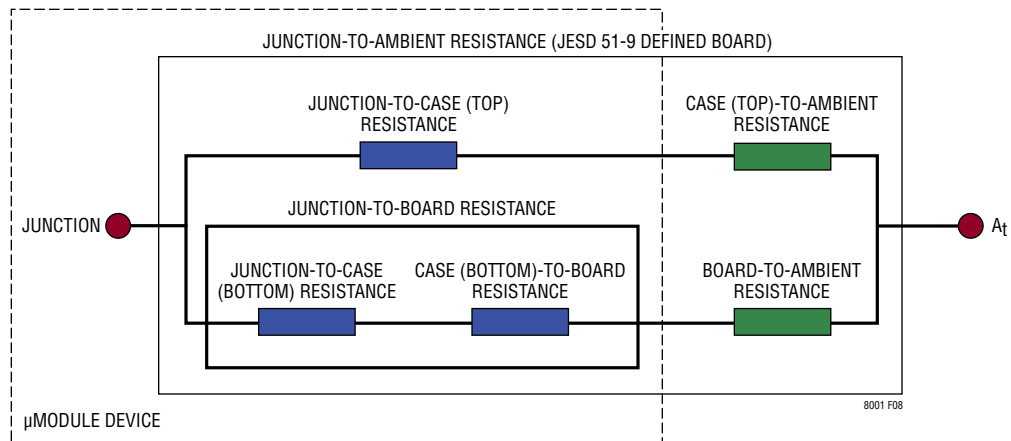 JUNCTION-TO-AMBIENT RESISTANCE (JESD 51-9 DEFINED BOARD)
JUNCTION-TO-CASE (TOP)
RESISTANCE
CASE (TOP)-TO-AMBIENT
RESISTANCE
JUNCTION-TO-BOARD RESISTANCE
JUNCTION
At
JUNCTION-TO-CASE
(BOTTOM) RESISTANCE
CASE (BOTTOM)-TO-BOARD
RESISTANCE
BOARD-TO-AMBIENT
RESISTANCE
8001 F08
µMODULE DEVICE